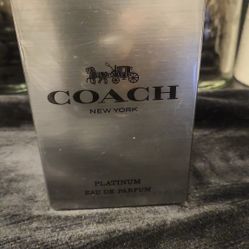 COACH
NEW YORK
PLATINUM
EAU DE PARFUM